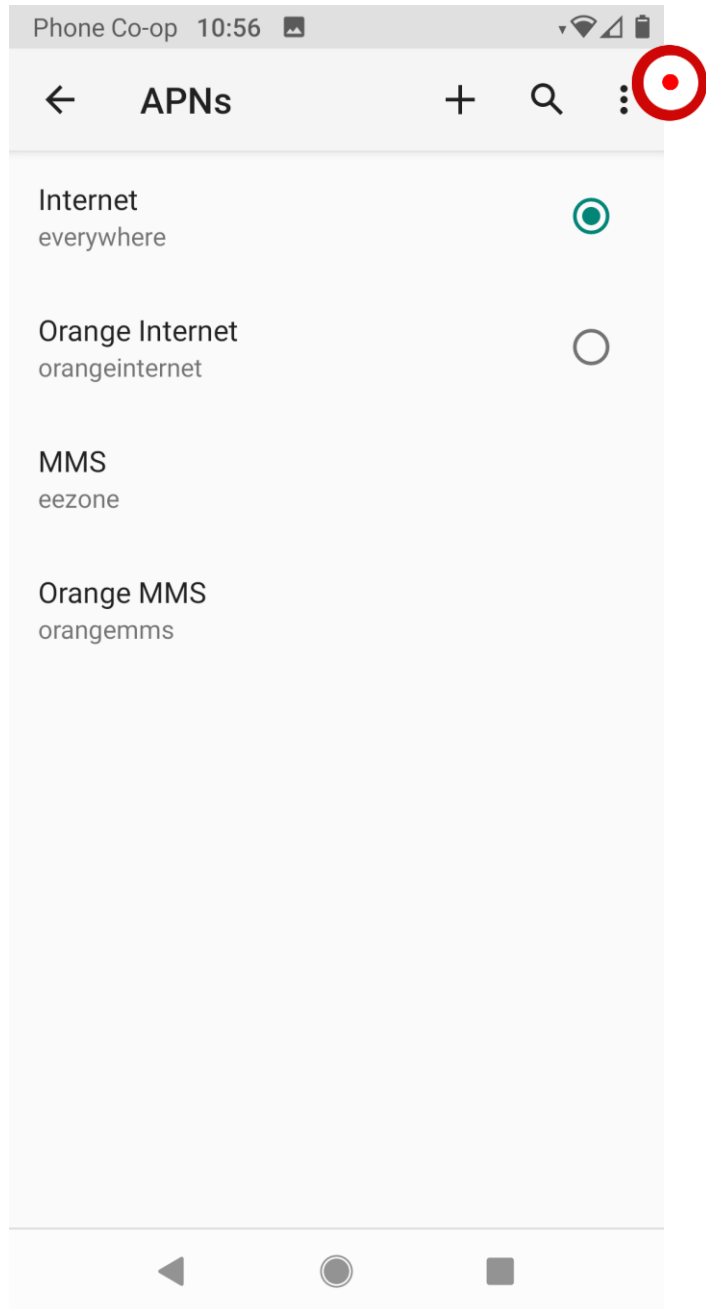 Phone Co-op 10:56
APNs
Internet
everywhere
Orange Internet
orangeinternet
MMS
eezone
Orange MMS
orangemms